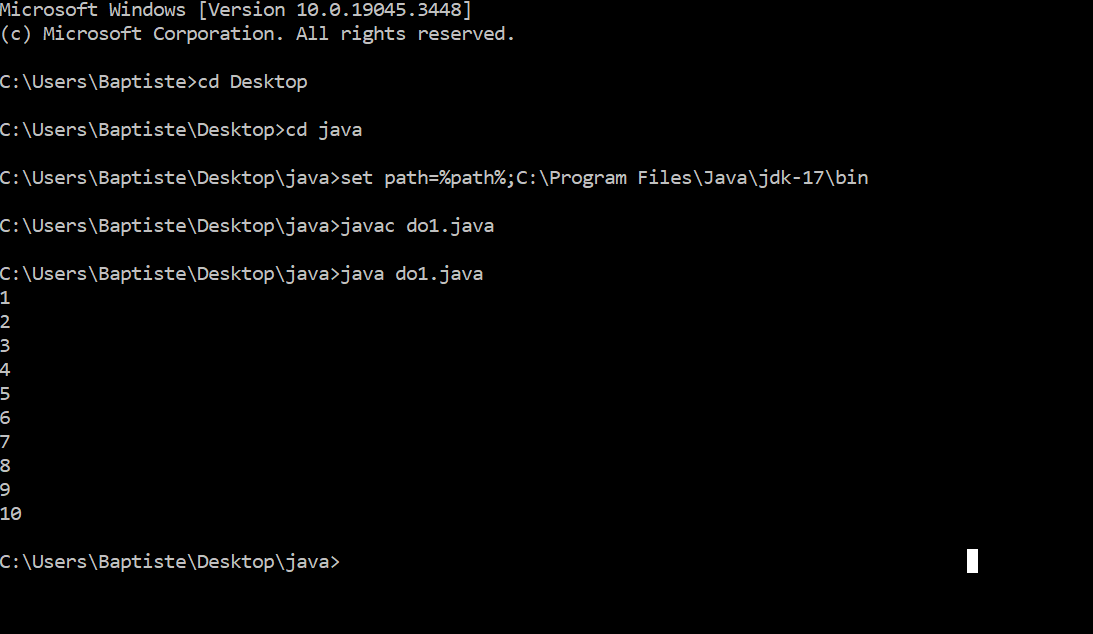 Microsoft Windows [Version 10.0.19045.3448]
(c) Microsoft Corporation. All rights reserved.
C:\Users\Baptiste>cd Desktop
C:\Users\Baptiste\Desktop>cd java
C:\Users\Baptiste\Desktop\java>set path=%path%;C:\Program Files\Java\jdk-17\bin
C:\Users\Baptiste\Desktop\java>javac do1.java
C:\Users\Baptiste\Desktop\java>java do1.java
1
2
3
4
5
6
7
8
9
10
C:\Users\Baptiste\Desktop\java>